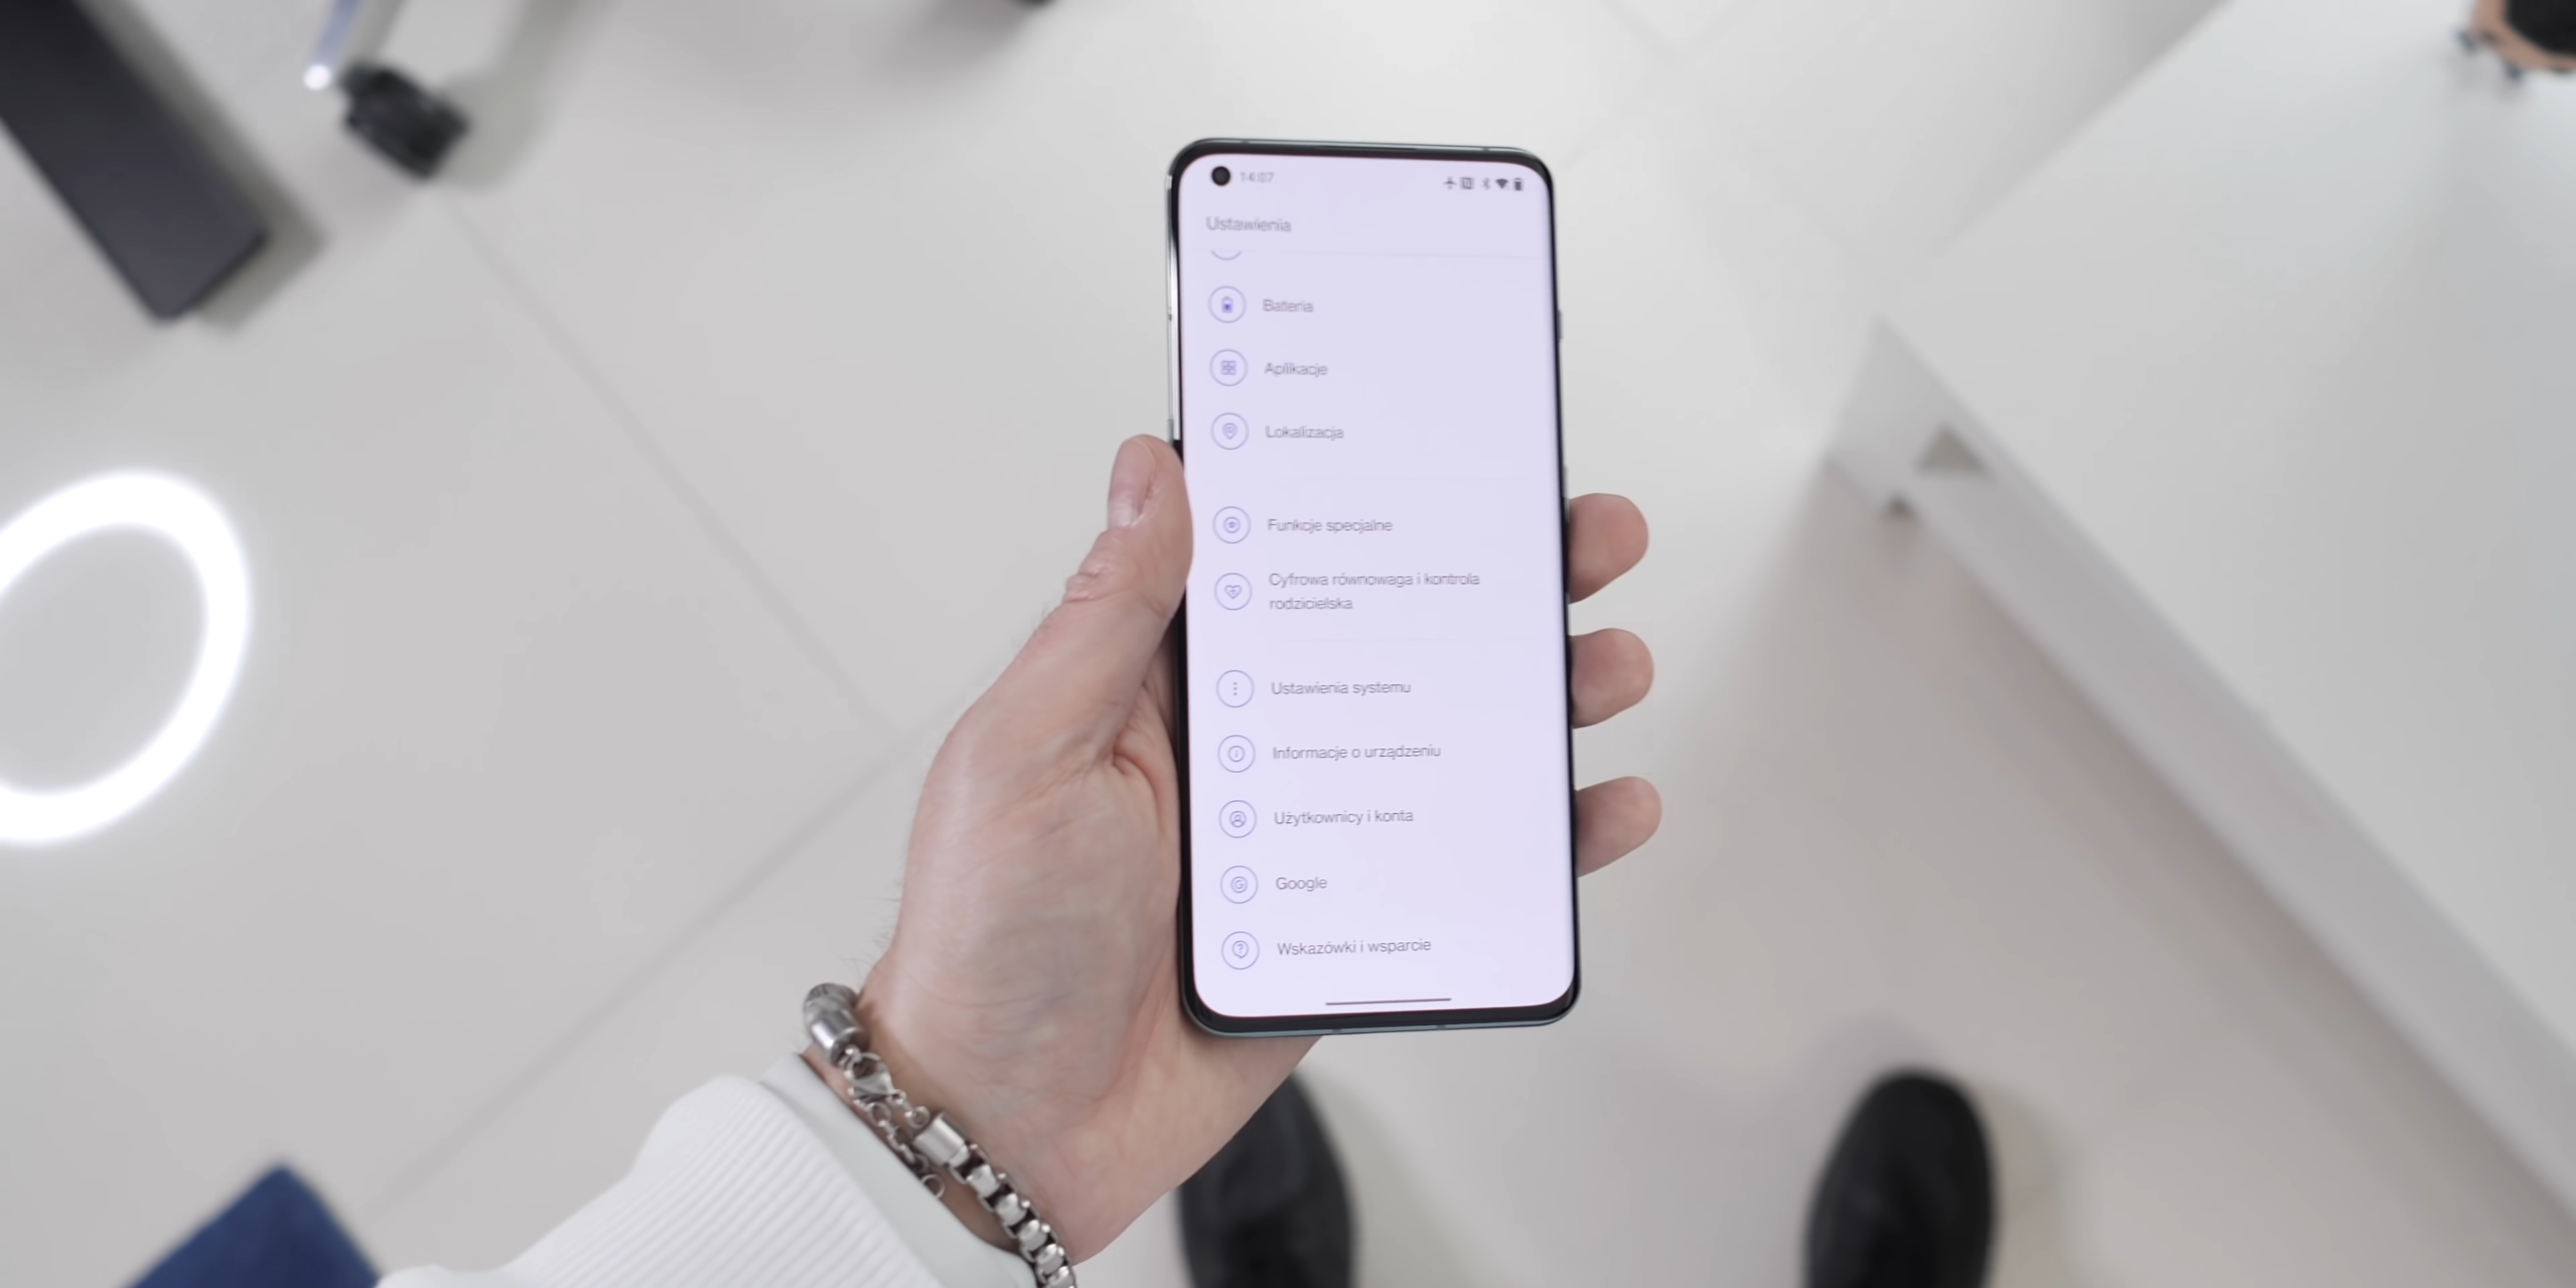 14:07
Ustawienia
Bateria
Aplikacje
Lokalizacja
Funkcje specjalne
Cyfrowa równowaga i kontrola
rodzicielska
Ustawienia systemu
Informacje o urządzeniu
Użytkownicy i konta
Google
Wskazówki i wsparcie